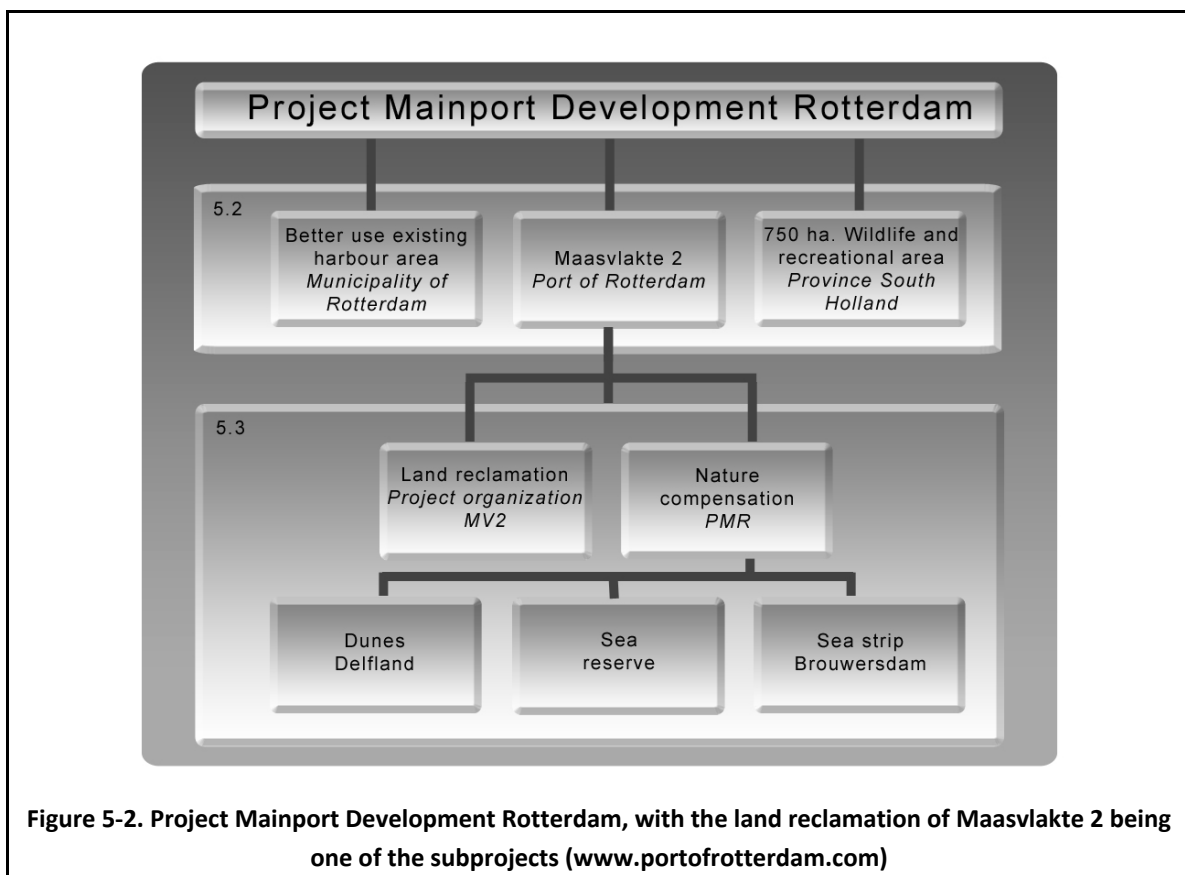 Project Mainport Development Rotterdam
5.2
Better use existing
harbour area
Municipality of
Rotterdam
Maasvlakte 2
Port of Rotterdam
750 ha. Wildlife and
recreational area
Province South
Holland
5.3
Land reclamation
Project organization
MV2
Nature
compensation
PMR
Dunes
Delfland
Sea
reserve
Sea strip
Brouwersdam
Figure 5-2. Project Mainport Development Rotterdam, with the land reclamation of Maasvlakte 2 being
one of the subprojects (www.portofrotterdam.com)